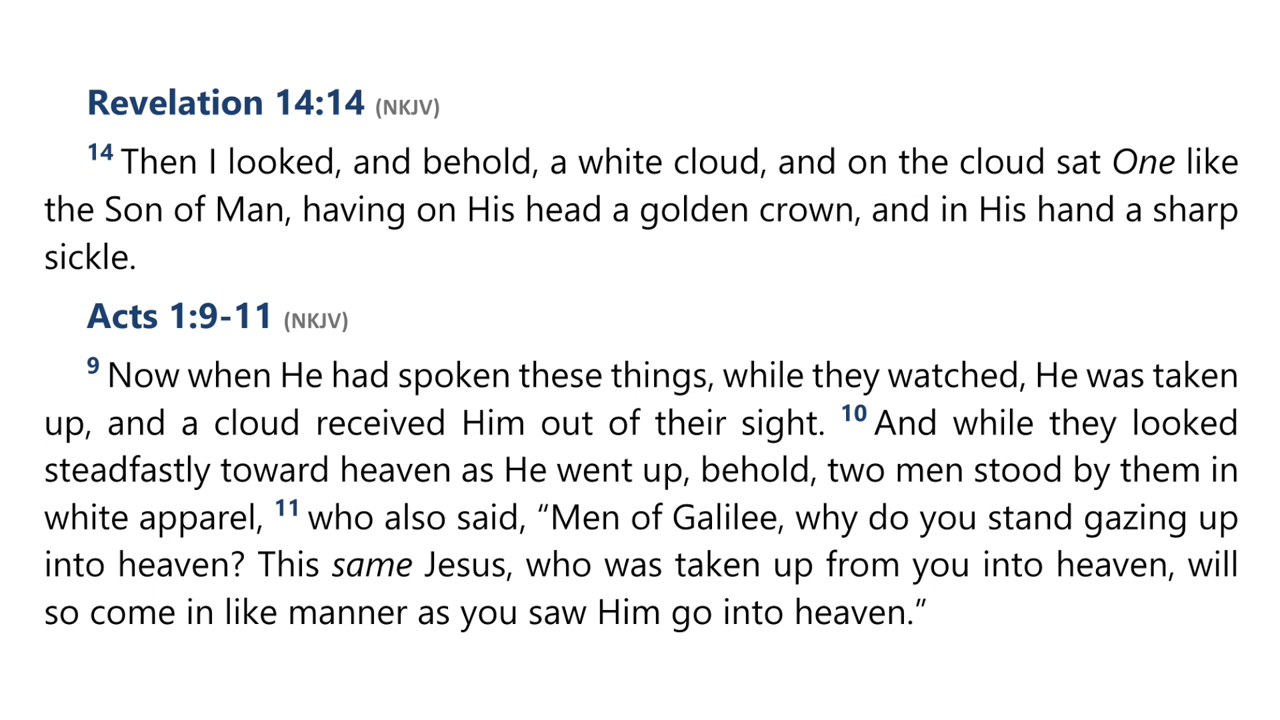 Revelation 14:14 (NKJV)
14 Then I looked, and behold, a white cloud, and on the cloud sat One like
the Son of Man, having on His head a golden crown, and in His hand a sharp
sickle.
Acts 1:9-11 (NKJV)
9 Now when He had spoken these things, while they watched, He was taken
up, and a cloud received Him out of their sight. 10 And while they looked
steadfastly toward heaven as He went up, behold, two men stood by them in
white apparel, 11 who also said, “Men of Galilee, why do you stand gazing up
into heaven? This same Jesus, who was taken up from you into heaven, will
so come in like manner as you saw Him go into heaven.”